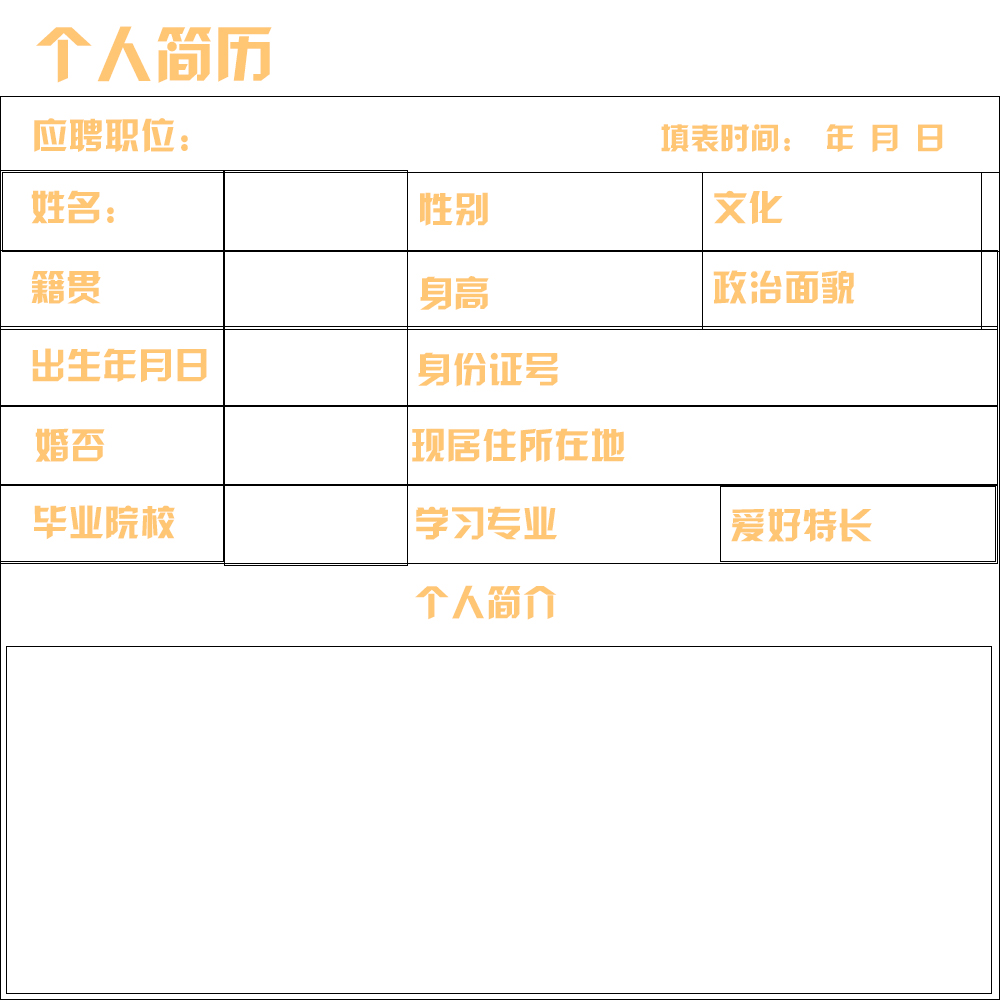 个人简历
应聘职位： 填表时间： 年 月 日
姓名： 性别 文化
籍贯 身高 政治面貌
出生年月日 身份证号
婚否 现居住所在地
毕业院校 学习专业 爱好特长
个人简介